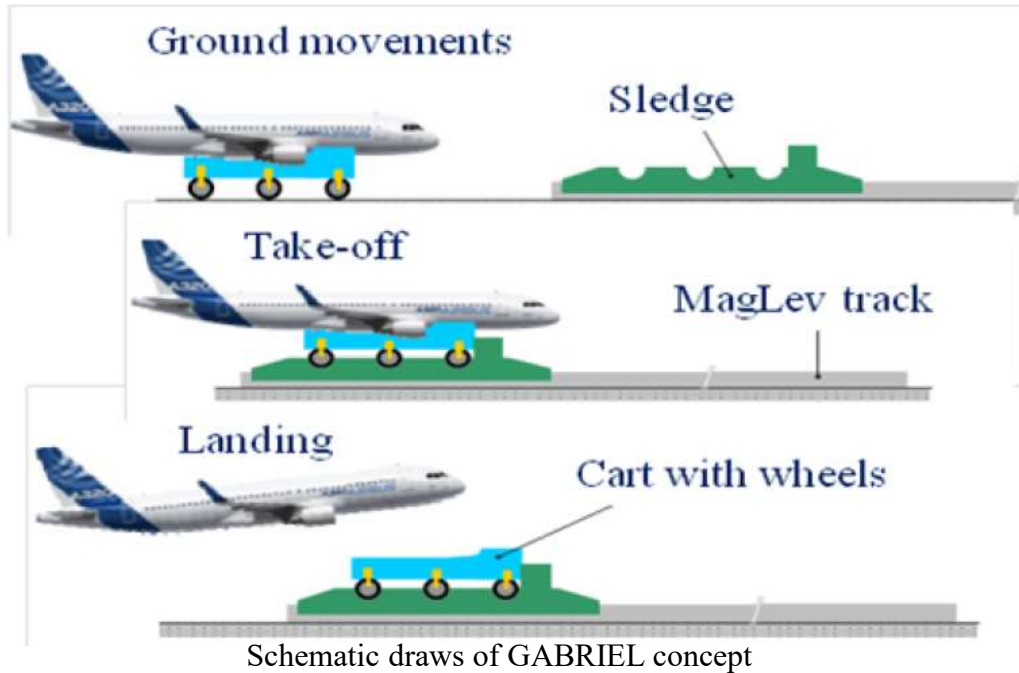 Ground movements
Sledge
Take-off
MagLev track
Landing
Cart with wheels
Schematic draws of GABRIEL concept